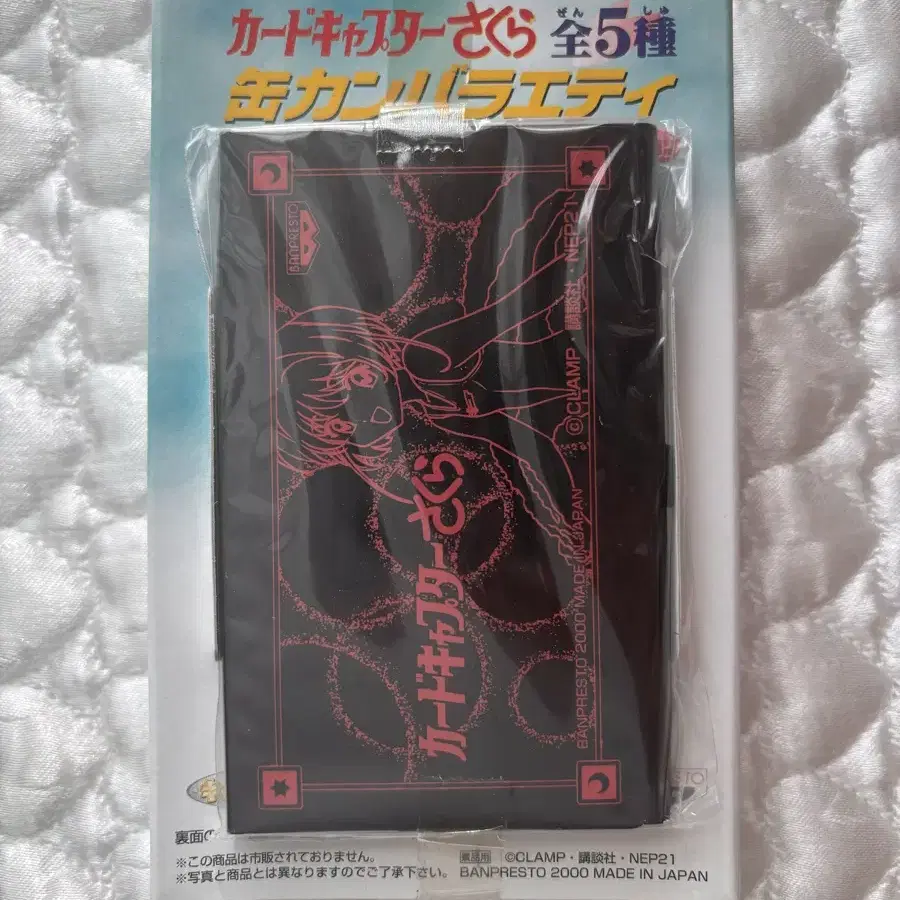 カードキャプターさくら 全5種
ぜん しゅ
缶カンバラエティ
BANPRESTO
カードキャプターさくら
©CLAMP・講談社・NEP21
BANPRESTO 2000 MADE IN JAPAN
裏面の
※この商品は市販されておりません。
景品用 ©CLAMP・講談社・NEP21
※写真と商品とは異なりますのでご了承下さい。 BANPRESTO 2000 MADE IN JAPAN